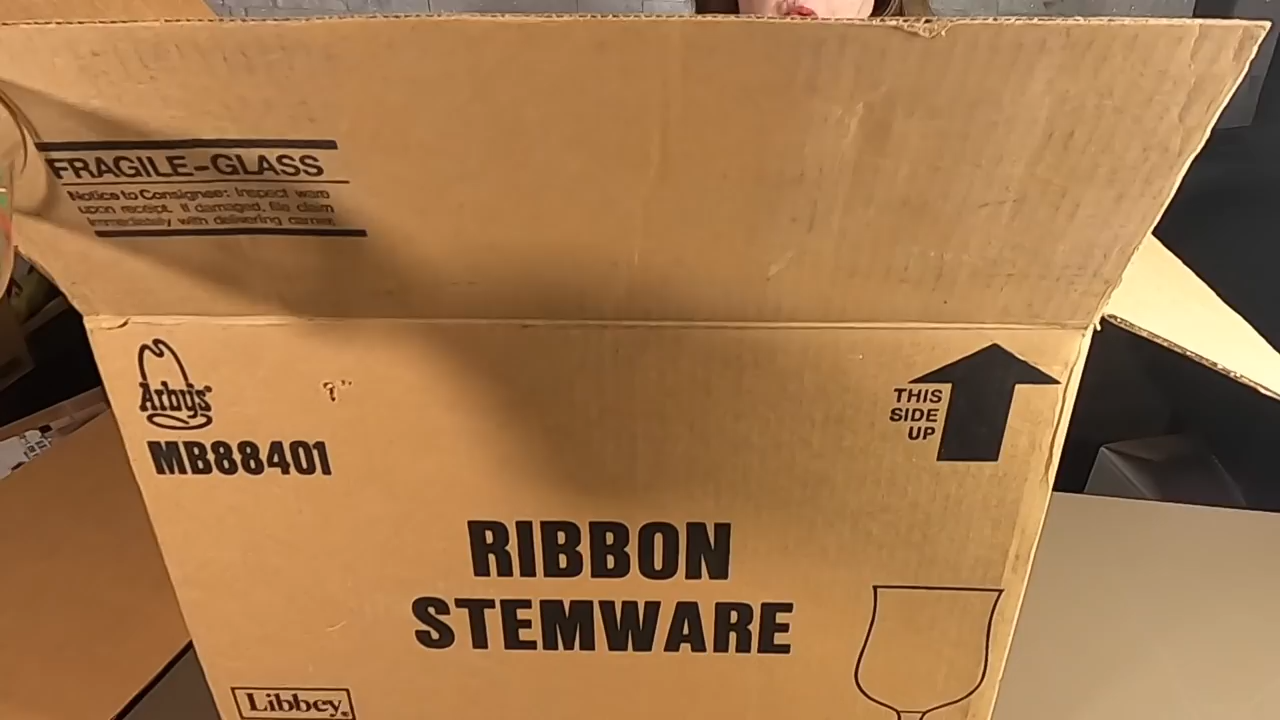 FRAGILE-GLASS
Notice to Consignee: Inspect ware
upon receipt. If damaged, file claim
immediately with delivering carrier.
Arby's®
MB88401
THIS
SIDE
UP
RIBBON
STEMWARE
Libbey®